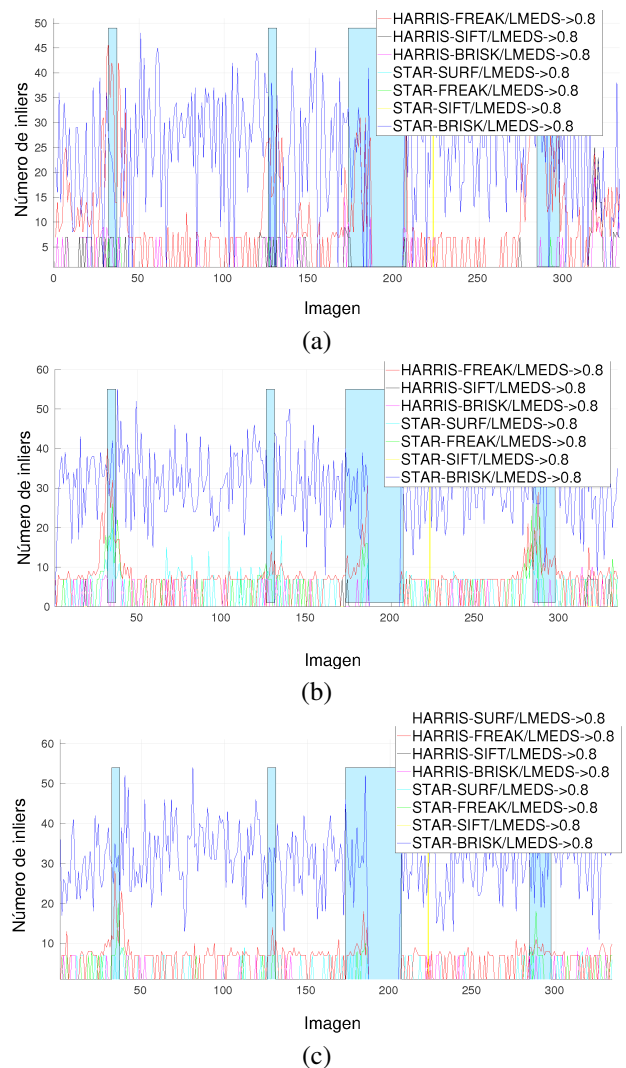 HARRIS-FREAK/LMEDS->0.8
HARRIS-SIFT/LMEDS->0.8
HARRIS-BRISK/LMEDS->0.8
STAR-SURF/LMEDS->0.8
STAR-FREAK/LMEDS->0.8
STAR-SIFT/LMEDS->0.8
STAR-BRISK/LMEDS->0.8
50
45
40
35
30
25
20
15
10
5
Número de inliers
0 50 100 150 200 250 300
Imagen
(a)
HARRIS-FREAK/LMEDS->0.8
HARRIS-SIFT/LMEDS->0.8
HARRIS-BRISK/LMEDS->0.8
STAR-SURF/LMEDS->0.8
STAR-FREAK/LMEDS->0.8
STAR-SIFT/LMEDS->0.8
STAR-BRISK/LMEDS->0.8
60
50
40
30
20
10
0
Número de inliers
50 100 150 200 250 300
Imagen
(b)
HARRIS-SURF/LMEDS->0.8
HARRIS-FREAK/LMEDS->0.8
HARRIS-SIFT/LMEDS->0.8
HARRIS-BRISK/LMEDS->0.8
STAR-SURF/LMEDS->0.8
STAR-FREAK/LMEDS->0.8
STAR-SIFT/LMEDS->0.8
STAR-BRISK/LMEDS->0.8
60
50
40
30
20
10
Número de inliers
50 100 150 200 250 300
Imagen
(c)